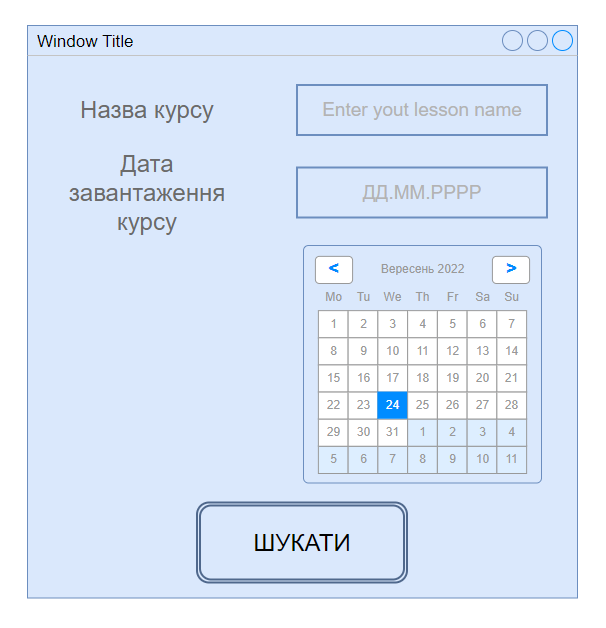 Window Title
Назва курсу
Enter yout lesson name
Дата
завантаження
курсу
ДД.ММ.РРРР
< Вересень 2022 >
Mo Tu We Th Fr Sa Su
1 2 3 4 5 6 7
8 9 10 11 12 13 14
15 16 17 18 19 20 21
22 23 24 25 26 27 28
29 30 31 1 2 3 4
5 6 7 8 9 10 11
ШУКАТИ